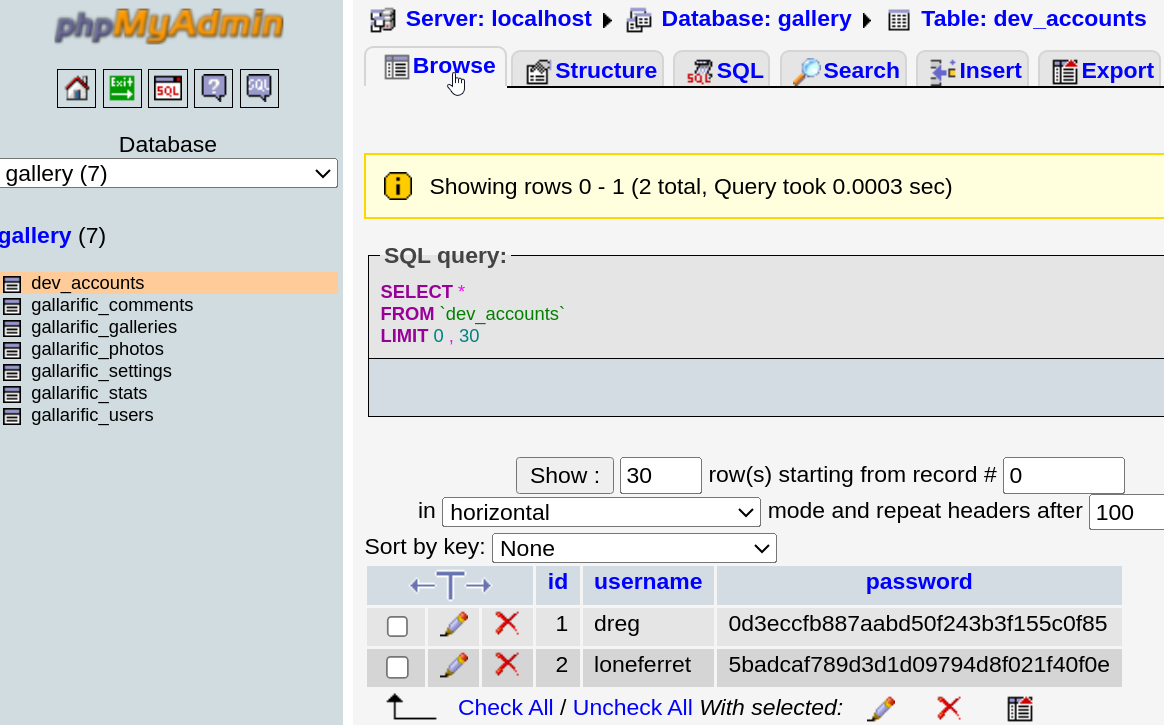 phpMyAdmin
Exit SQL ? SQL
Database
gallery (7)
gallery (7)
dev_accounts
gallarific_comments
gallarific_galleries
gallarific_photos
gallarific_settings
gallarific_stats
gallarific_users
Server: localhost Database: gallery Table: dev_accounts
Browse Structure SQL Search Insert Export
Showing rows 0 - 1 (2 total, Query took 0.0003 sec)
SQL query:
SELECT *
FROM `dev_accounts`
LIMIT 0 , 30
Show : 30 row(s) starting from record # 0
in horizontal mode and repeat headers after 100
Sort by key: None
←T→ id username password
1 dreg 0d3eccfb887aabd50f243b3f155c0f85
2 loneferret 5badcaf789d3d1d09794d8f021f40f0e
Check All / Uncheck All With selected: